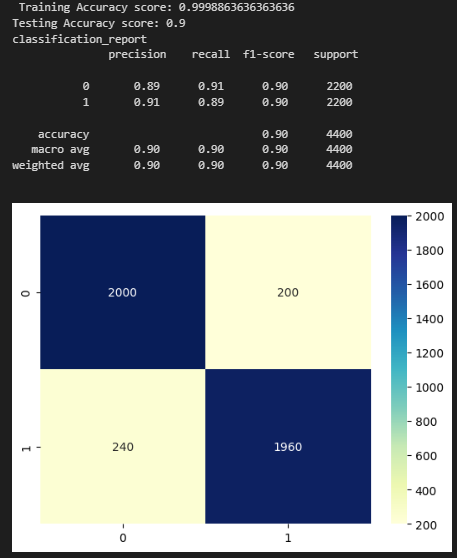 Training Accuracy score: 0.9998863636363636
Testing Accuracy score: 0.9
classification_report
precision recall f1-score support
0 0.89 0.91 0.90 2200
1 0.91 0.89 0.90 2200
accuracy 0.90 4400
macro avg 0.90 0.90 0.90 4400
weighted avg 0.90 0.90 0.90 4400
2000
1800
1600
1400
1200
1000
800
600
400
200
0
2000 200
1
240 1960
0 1